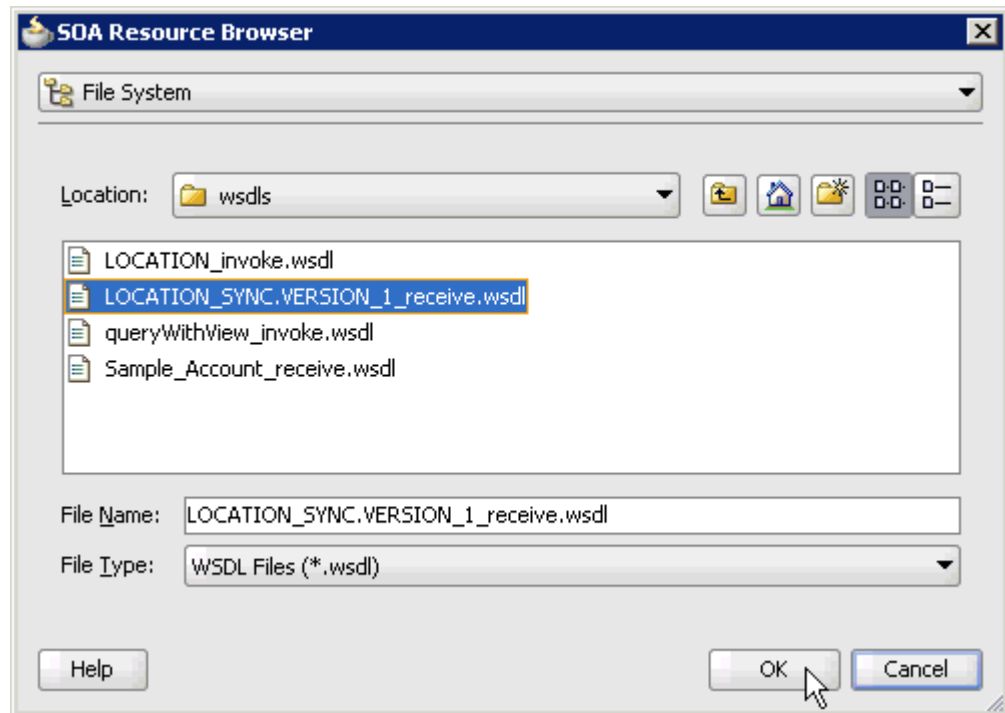 SOA Resource Browser
File System
Location: wsdls
LOCATION_invoke.wsdl
LOCATION_SYNC.VERSION_1_receive.wsdl
queryWithView_invoke.wsdl
Sample_Account_receive.wsdl
File Name: LOCATION_SYNC.VERSION_1_receive.wsdl
File Type: WSDL Files (*.wsdl)
Help OK Cancel